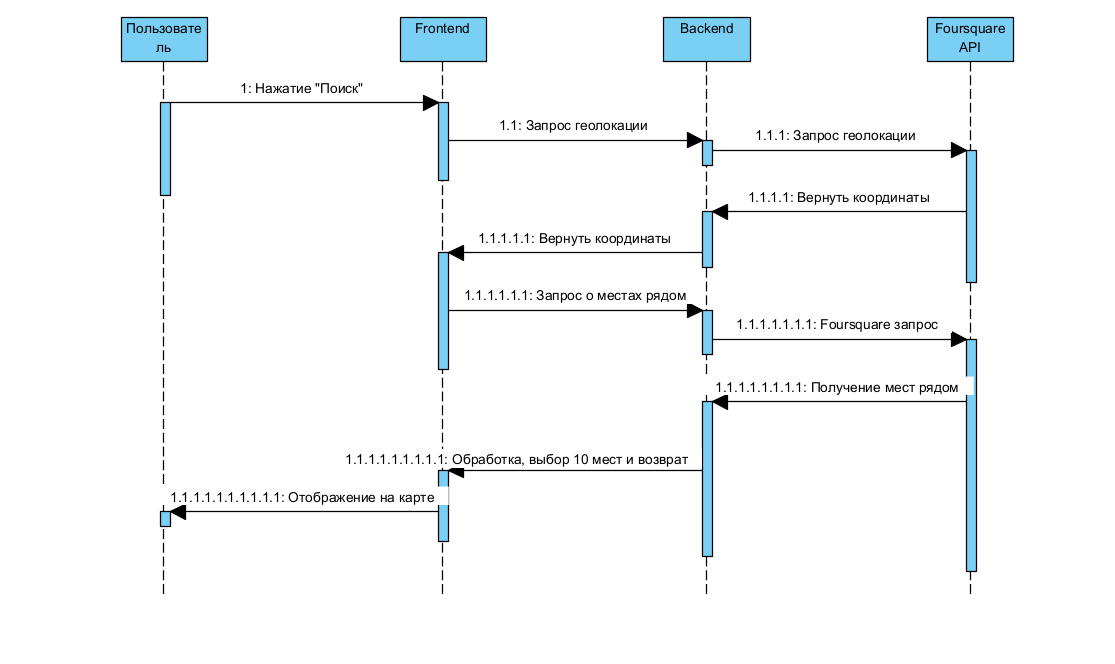 Пользовате
ль
Frontend
Backend
Foursquare
API
1: Нажатие "Поиск"
1.1: Запрос геолокации
1.1.1: Запрос геолокации
1.1.1.1: Вернуть координаты
1.1.1.1.1: Вернуть координаты
1.1.1.1.1.1: Запрос о местах рядом
1.1.1.1.1.1.1: Foursquare запрос
1.1.1.1.1.1.1.1: Получение мест рядом
1.1.1.1.1.1.1.1.1: Обработка, выбор 10 мест и возврат
1.1.1.1.1.1.1.1.1.1: Отображение на карте